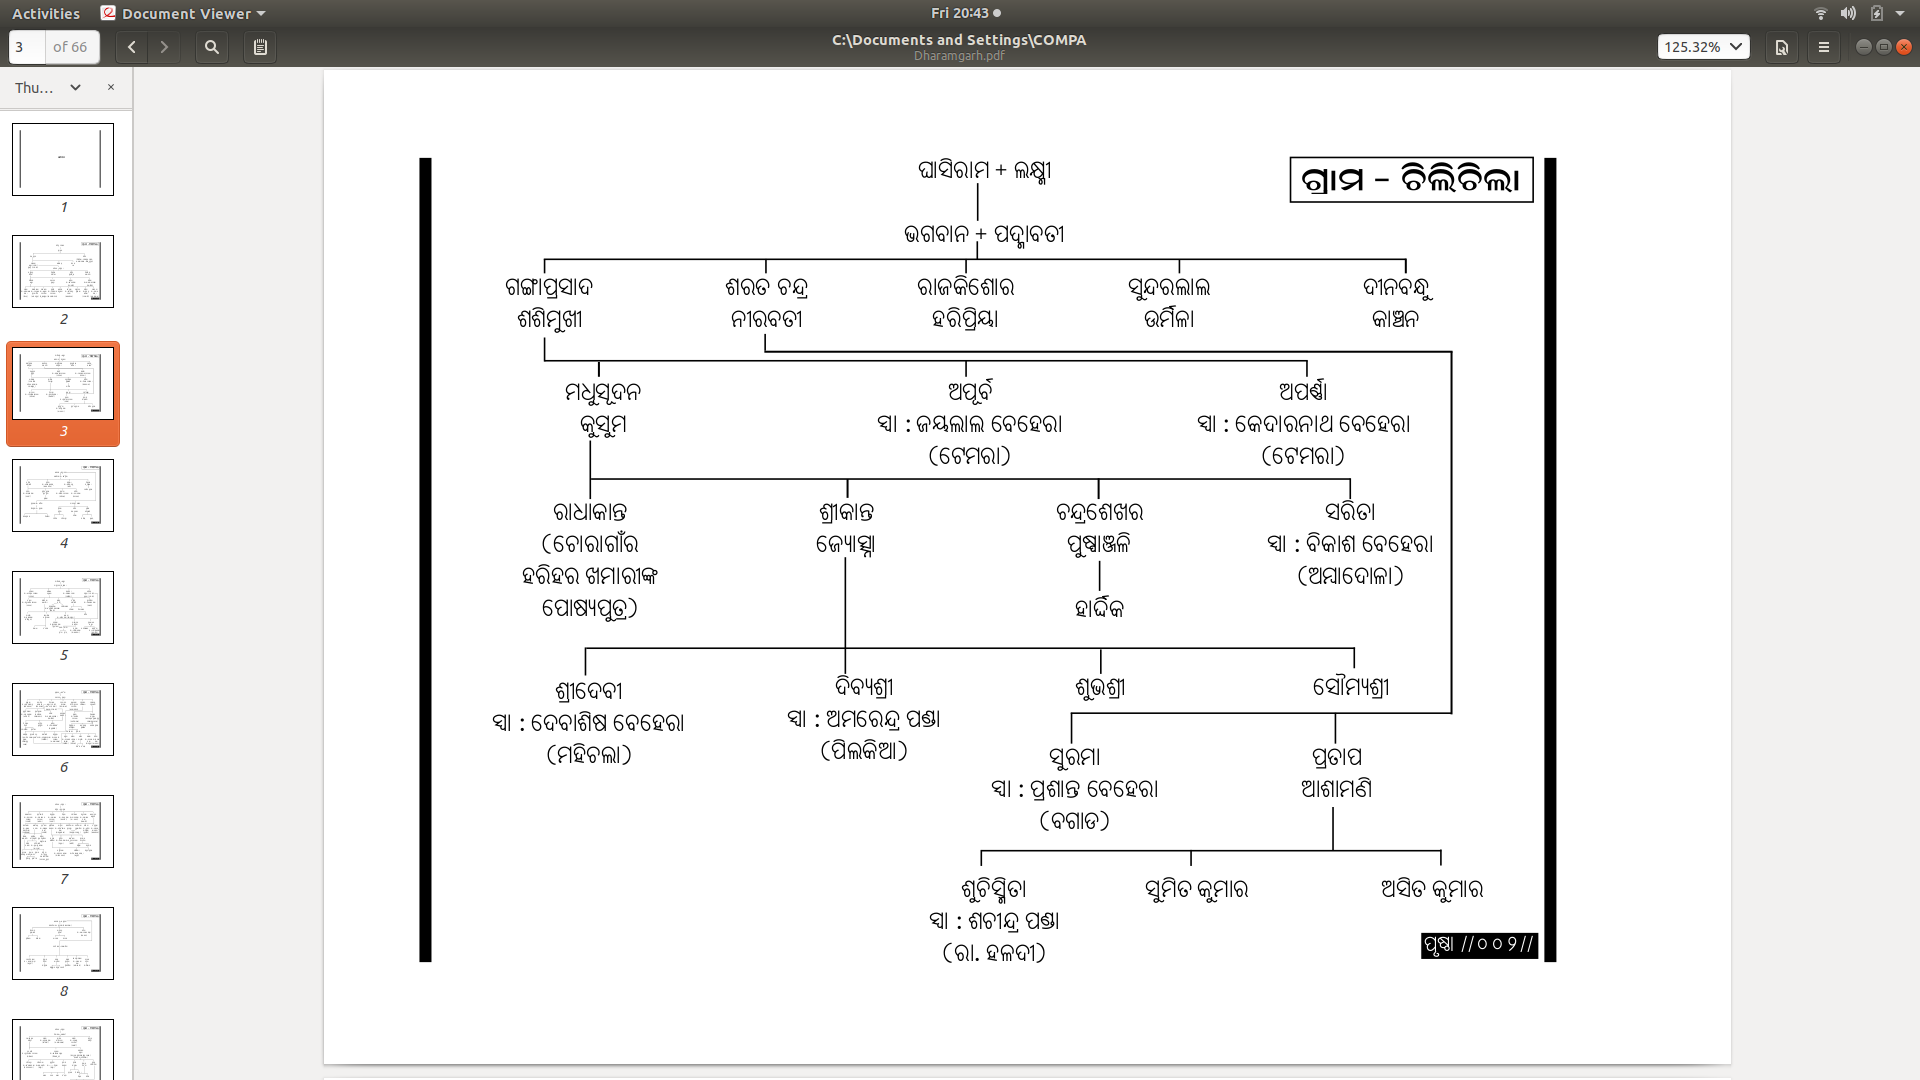 Activities
Document Viewer
Fri 20:43
3
of 66
C:\Documents and Settings\COMPA
Dharamgarh.pdf
125.32%
Thu...
1
2
3
4
5
6
7
8
ଘାସିରାମ + ଲକ୍ଷ୍ମୀ
ଗ୍ରାମ - ଚିଲିଚିଲା
ଭଗବାନ + ପଦ୍ମାବତୀ
ଗଙ୍ଗାପ୍ରସାଦ
ଶଶିମୁଖୀ
ଶରତ ଚନ୍ଦ୍ର
ନୀରବତୀ
ରାଜକିଶୋର
ହରିପ୍ରିୟା
ସୁନ୍ଦରଲାଲ
ଉର୍ମିଳା
ଦୀନବନ୍ଧୁ
କାଞ୍ଚନ
ମଧୁସୂଦନ
କୁସୁମ
ଅପୂର୍ବ
ସ୍ୱା : ଜୟଲାଲ ବେହେରା
(ଟେମରା)
ଅପର୍ଣ୍ଣା
ସ୍ୱା : କେଦାରନାଥ ବେହେରା
(ଟେମରା)
ରାଧାକାନ୍ତ
(ଚୋରାଗାଁର
ହରିହର ଖମାରୀଙ୍କ
ପୋଷ୍ୟପୁତ୍ର)
ଶ୍ରୀକାନ୍ତ
ଜ୍ୟୋତ୍ସ୍ନା
ଚନ୍ଦ୍ରଶେଖର
ପୁଷ୍ପାଞ୍ଜଳି
ହାର୍ଦ୍ଦିକ
ସରିତା
ସ୍ୱା : ବିକାଶ ବେହେରା
(ଅମ୍ବାଦୋଲା)
ଶ୍ରୀଦେବୀ
ସ୍ୱା : ଦେବାଶିଷ ବେହେରା
(ମହିଚଲା)
ଦିବ୍ୟଶ୍ରୀ
ସ୍ୱା : ଅମରେନ୍ଦ୍ର ପଣ୍ଡା
(ପିଲକିଆ)
ଶୁଭଶ୍ରୀ
ସୌମ୍ୟଶ୍ରୀ
ସୁରମା
ସ୍ୱା : ପ୍ରଶାନ୍ତ ବେହେରା
(ବଗାଡ)
ପ୍ରତାପ
ଆଶାମଣି
ଶୁଚିସ୍ମିତା
ସ୍ୱା : ଶଚୀନ୍ଦ୍ର ପଣ୍ଡା
(ରା. ହଳଦୀ)
ସୁମିତ କୁମାର
ଅସିତ କୁମାର
ପୃଷ୍ଠା //୦୦୨//